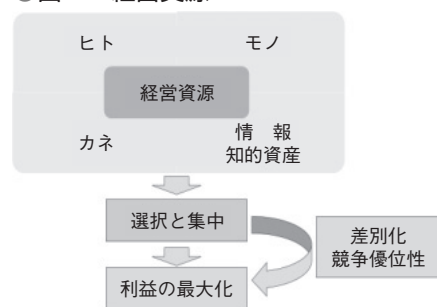 ヒト
モノ
経営資源
カネ
情　報
知的資産
選択と集中
差別化
競争優位性
利益の最大化